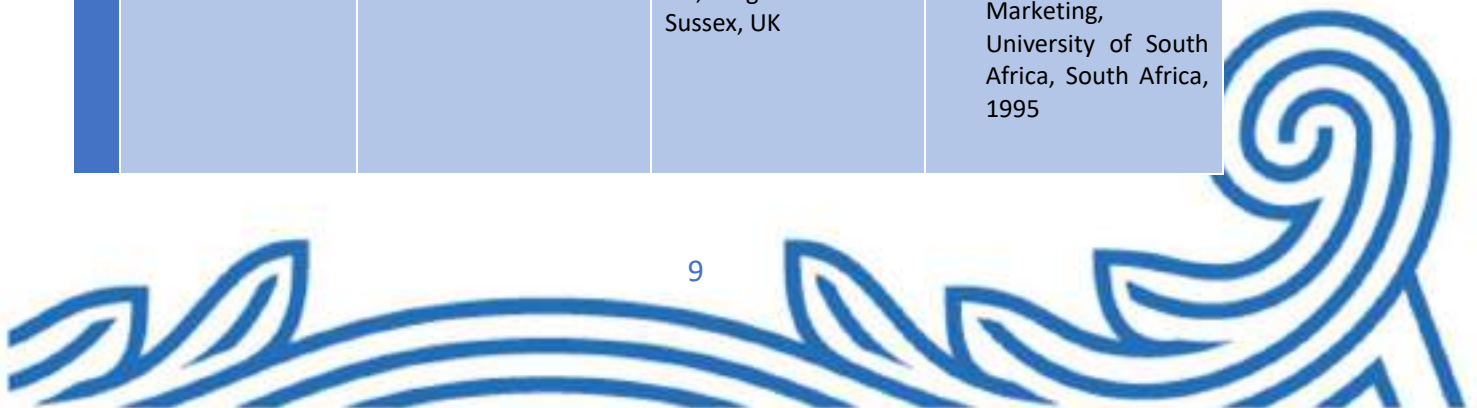 Sussex, UK
Marketing,
University of South
Africa, South Africa,
1995
9